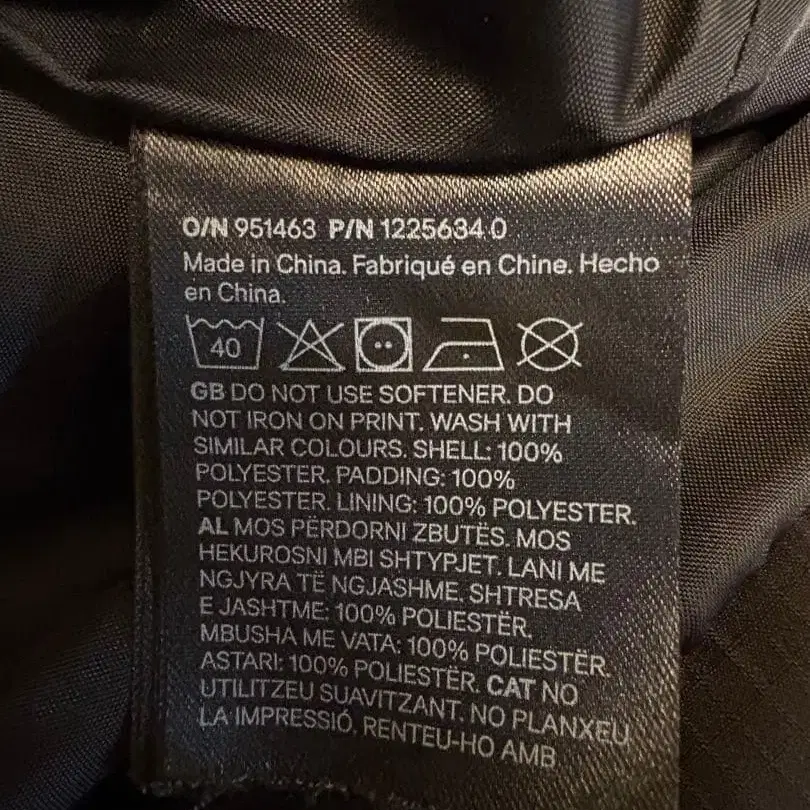 O/N 951463 P/N 1225634 0
Made in China. Fabriqué en Chine. Hecho
en China.
40
GB DO NOT USE SOFTENER. DO
NOT IRON ON PRINT. WASH WITH
SIMILAR COLOURS. SHELL: 100%
POLYESTER. PADDING: 100%
POLYESTER. LINING: 100% POLYESTER.
AL MOS PËRDORNI ZBUTËS. MOS
HEKUROSNI MBI SHTYPJET. LANI ME
NGJYRA TË NGJASHME. SHTRESA
E JASHTME: 100% POLIESTËR.
MBUSHA ME VATA: 100% POLIESTËR.
ASTARI: 100% POLIESTËR. CAT NO
UTILITZEU SUAVITZANT. NO PLANXEU
LA IMPRESSIÓ, RENTEU-HO AMB